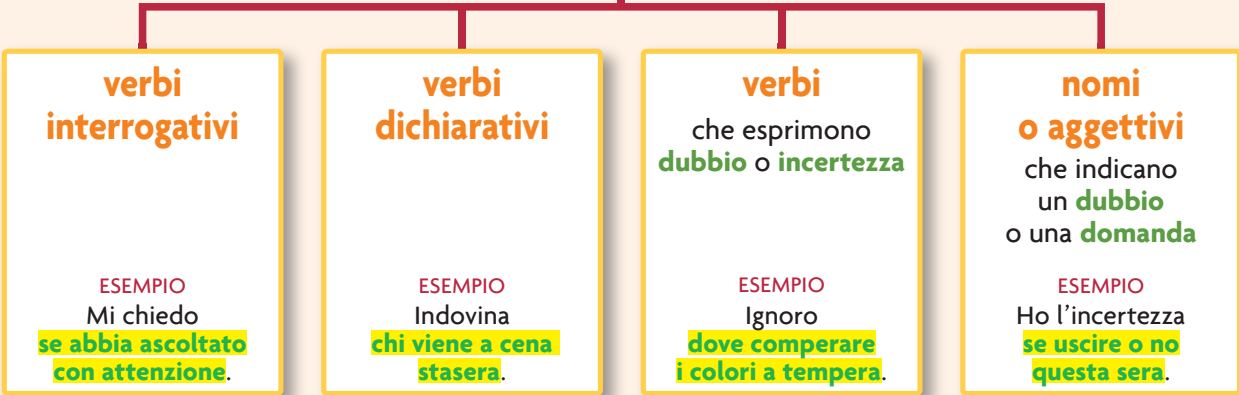 verbi
interrogativi
ESEMPIO
Mi chiedo
se abbia ascoltato
con attenzione.
verbi
dichiarativi
ESEMPIO
Indovina
chi viene a cena
stasera.
verbi
che esprimono
dubbio o incertezza
ESEMPIO
Ignoro
dove comperare
i colori a tempera.
nomi
o aggettivi
che indicano
un dubbio
o una domanda
ESEMPIO
Ho l'incertezza
se uscire o no
questa sera.